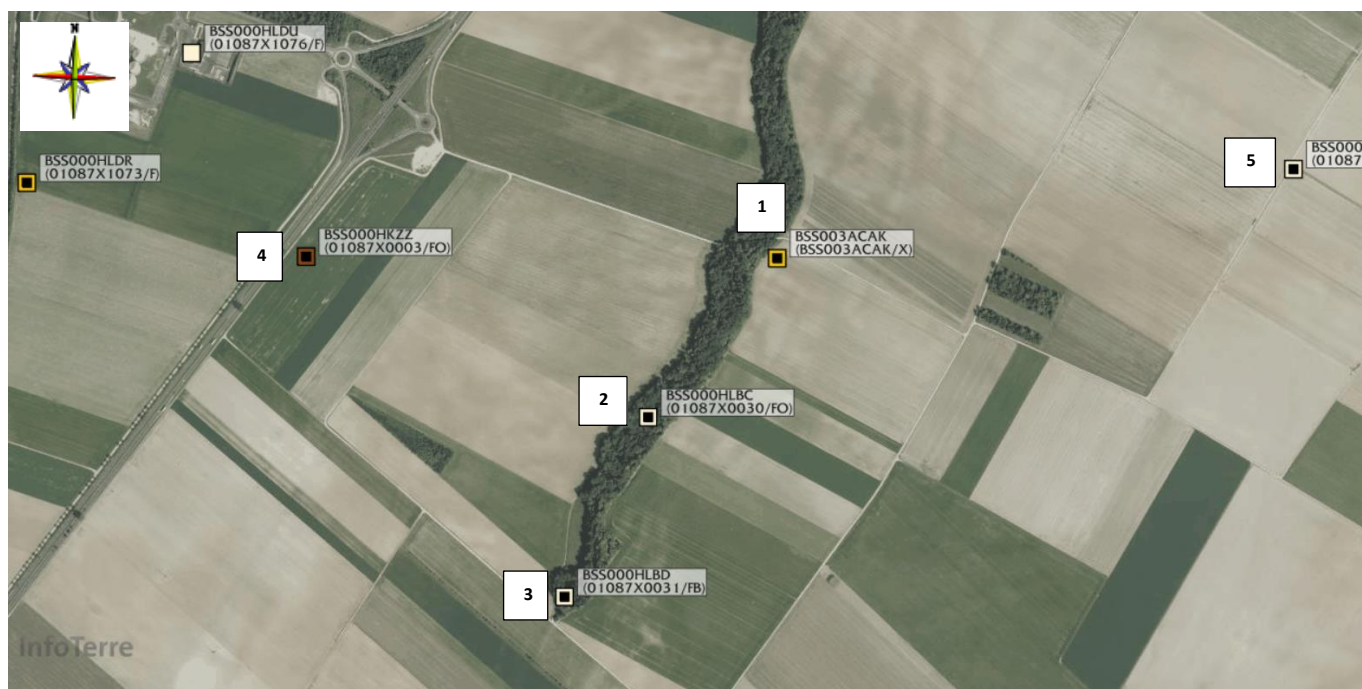 N
BSS000HLDU
(01087X1076/F)
BSS000HLDR
(01087X1073/F)
1
5
BSS000
(01087
4
BSS000HKZZ
(01087X0003/FO)
BSS003ACAK
(BSS003ACAK/X)
2
BSS000HLBC
(01087X0030/FO)
3
BSS000HLBD
(01087X0031/FB)
InfoTerre